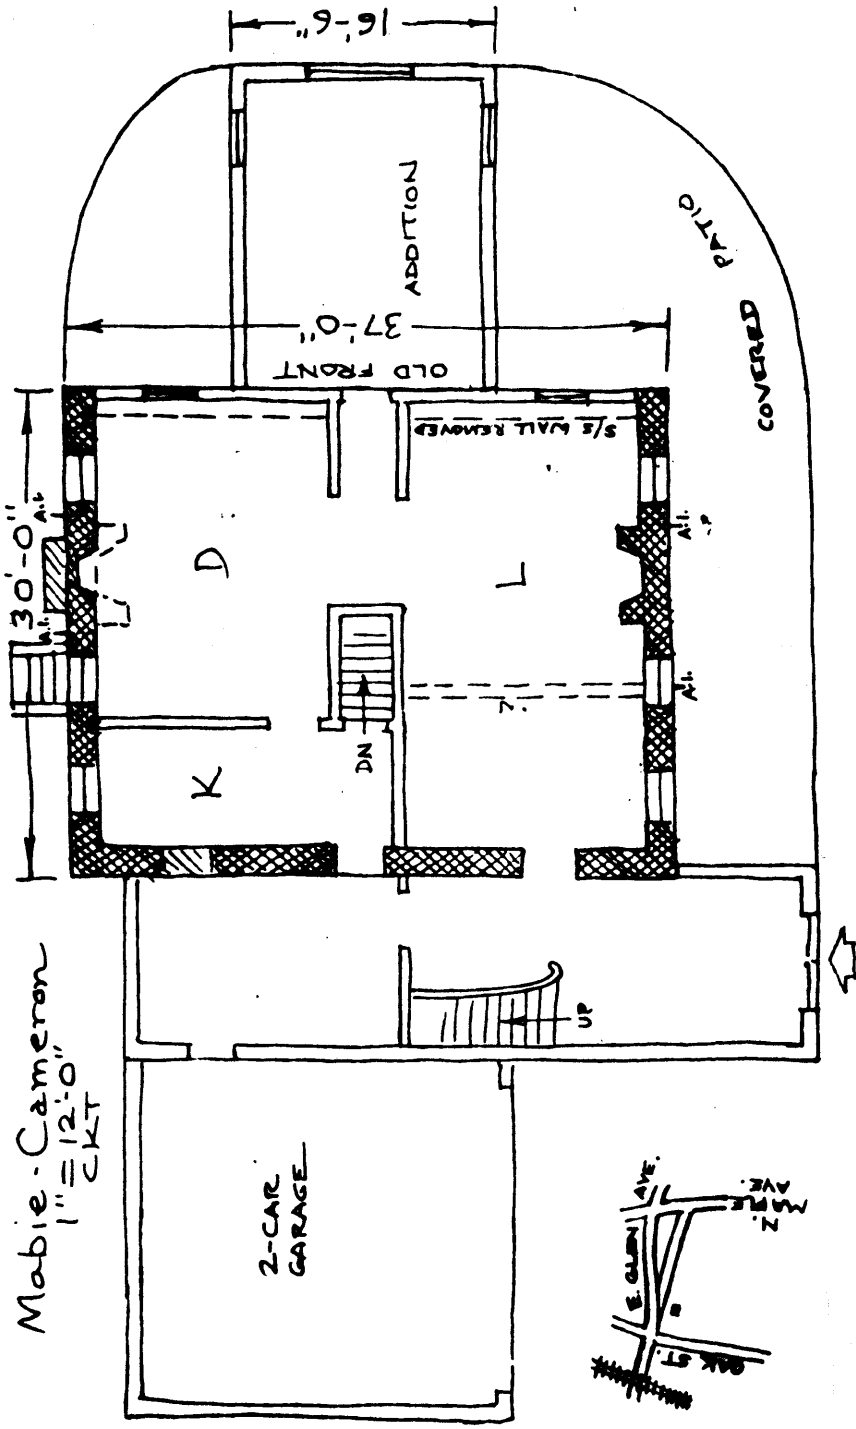 Mabie-Cameron
1"=12'-0"
CKT
16'-6"
ADDITION
COVERED PATIO
37'-0"
OLD FRONT
S/S WALL REMOVED
30'-0"
A.I.
A.I.
A.I.
?
A.I.
D
L
K
DN
?
UP
2-CAR
GARAGE
E. GLEN AVE.
N.
MAPLE
AVE.
OAK ST.